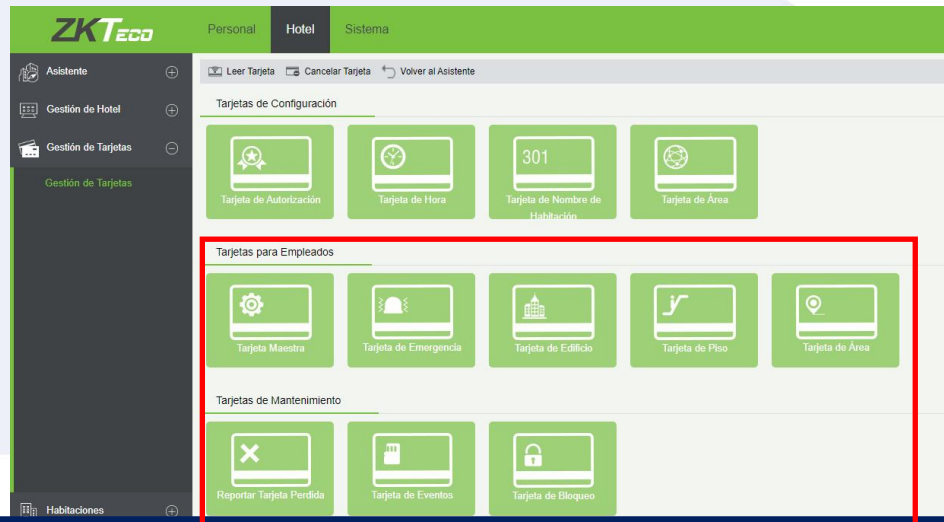 ZKTeco
Personal Hotel Sistema
Asistente
Leer Tarjeta Cancelar Tarjeta Volver al Asistente
Tarjetas de Configuración
Gestión de Hotel
Gestión de Tarjetas
Gestión de Tarjetas
301
Tarjeta de Autorización
Tarjeta de Hora
Tarjeta de Nombre de
Habitación
Tarjeta de Área
Tarjetas para Empleados
Tarjeta Maestra
Tarjeta de Emergencia
Tarjeta de Edificio
Tarjeta de Piso
Tarjeta de Área
Tarjetas de Mantenimiento
Reportar Tarjeta Perdida
Tarjeta de Eventos
Tarjeta de Bloqueo
Habitaciones